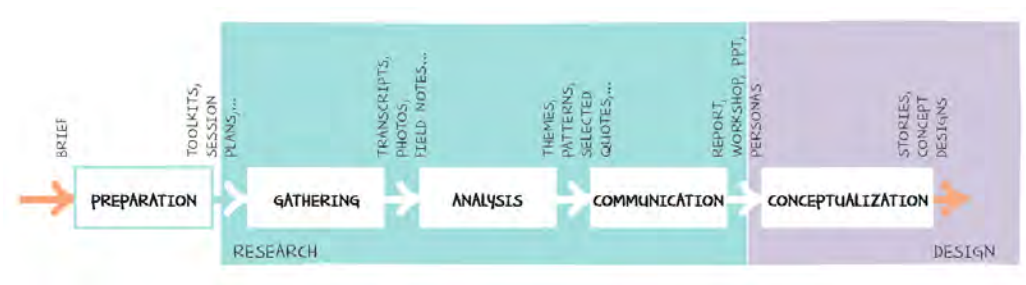 BRIEF
PREPARATION
TOOLKITS,
SESSION
PLANS,...
GATHERING
TRANSCRIPTS,
PHOTOS,
FIELD NOTES...
ANALYSIS
THEMES,
PATTERNS,
SELECTED
QUOTES,...
COMMUNICATION
REPORT,
WORKSHOP, PPT,
PERSONAS
CONCEPTUALIZATION
STORIES,
CONCEPT
DESIGNS
RESEARCH
DESIGN